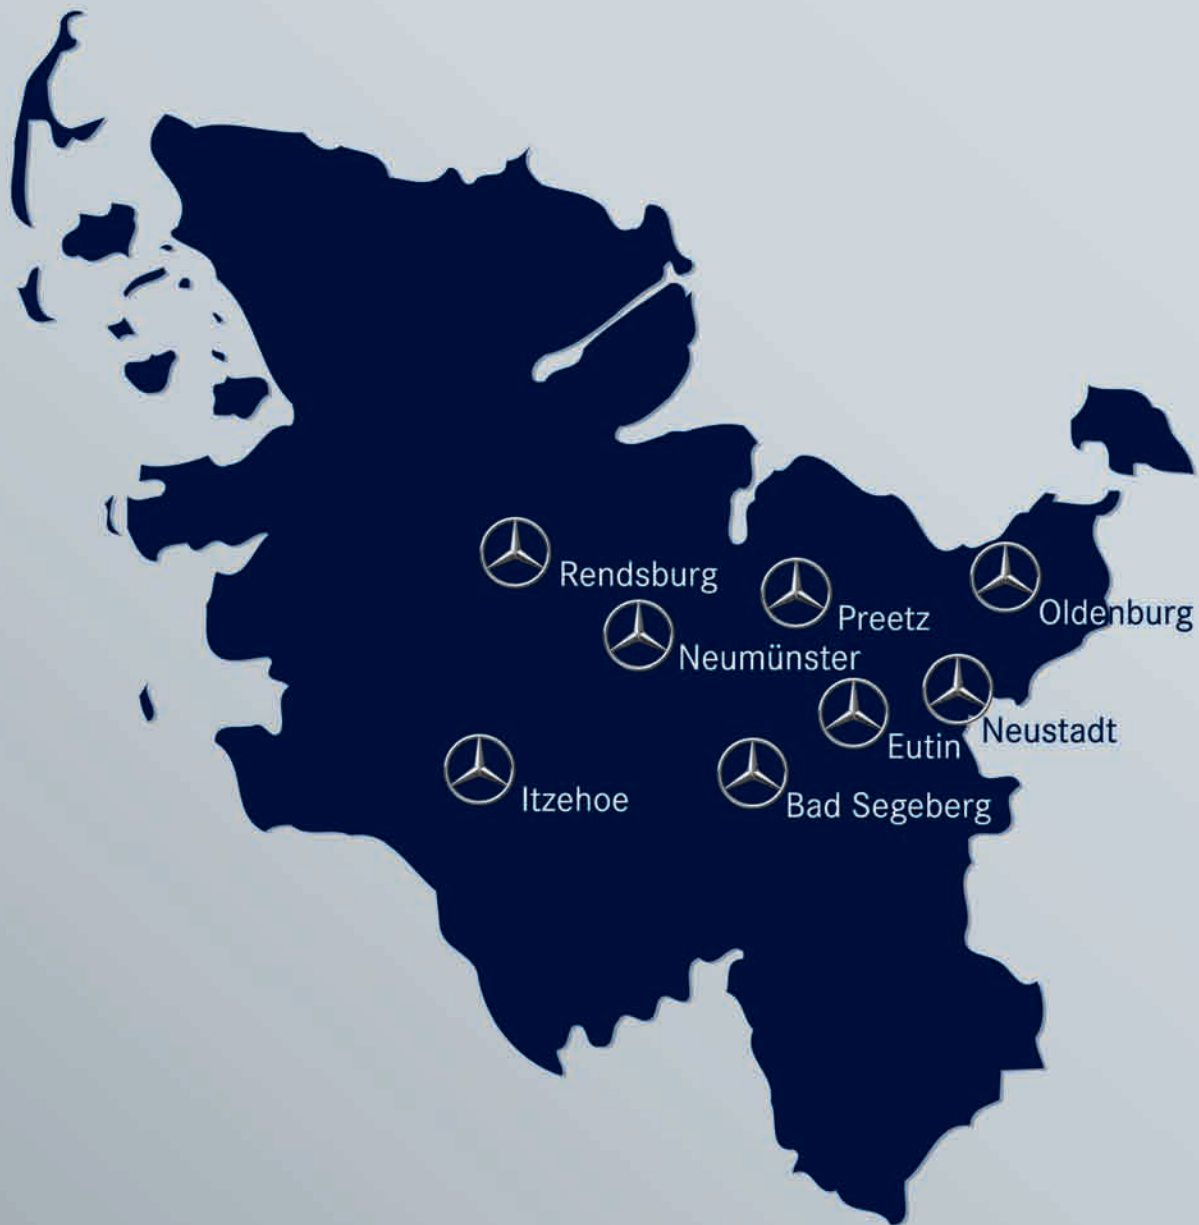 Rendsburg
Preetz
Oldenburg
Neumünster
Neustadt
Eutin
Itzehoe
Bad Segeberg